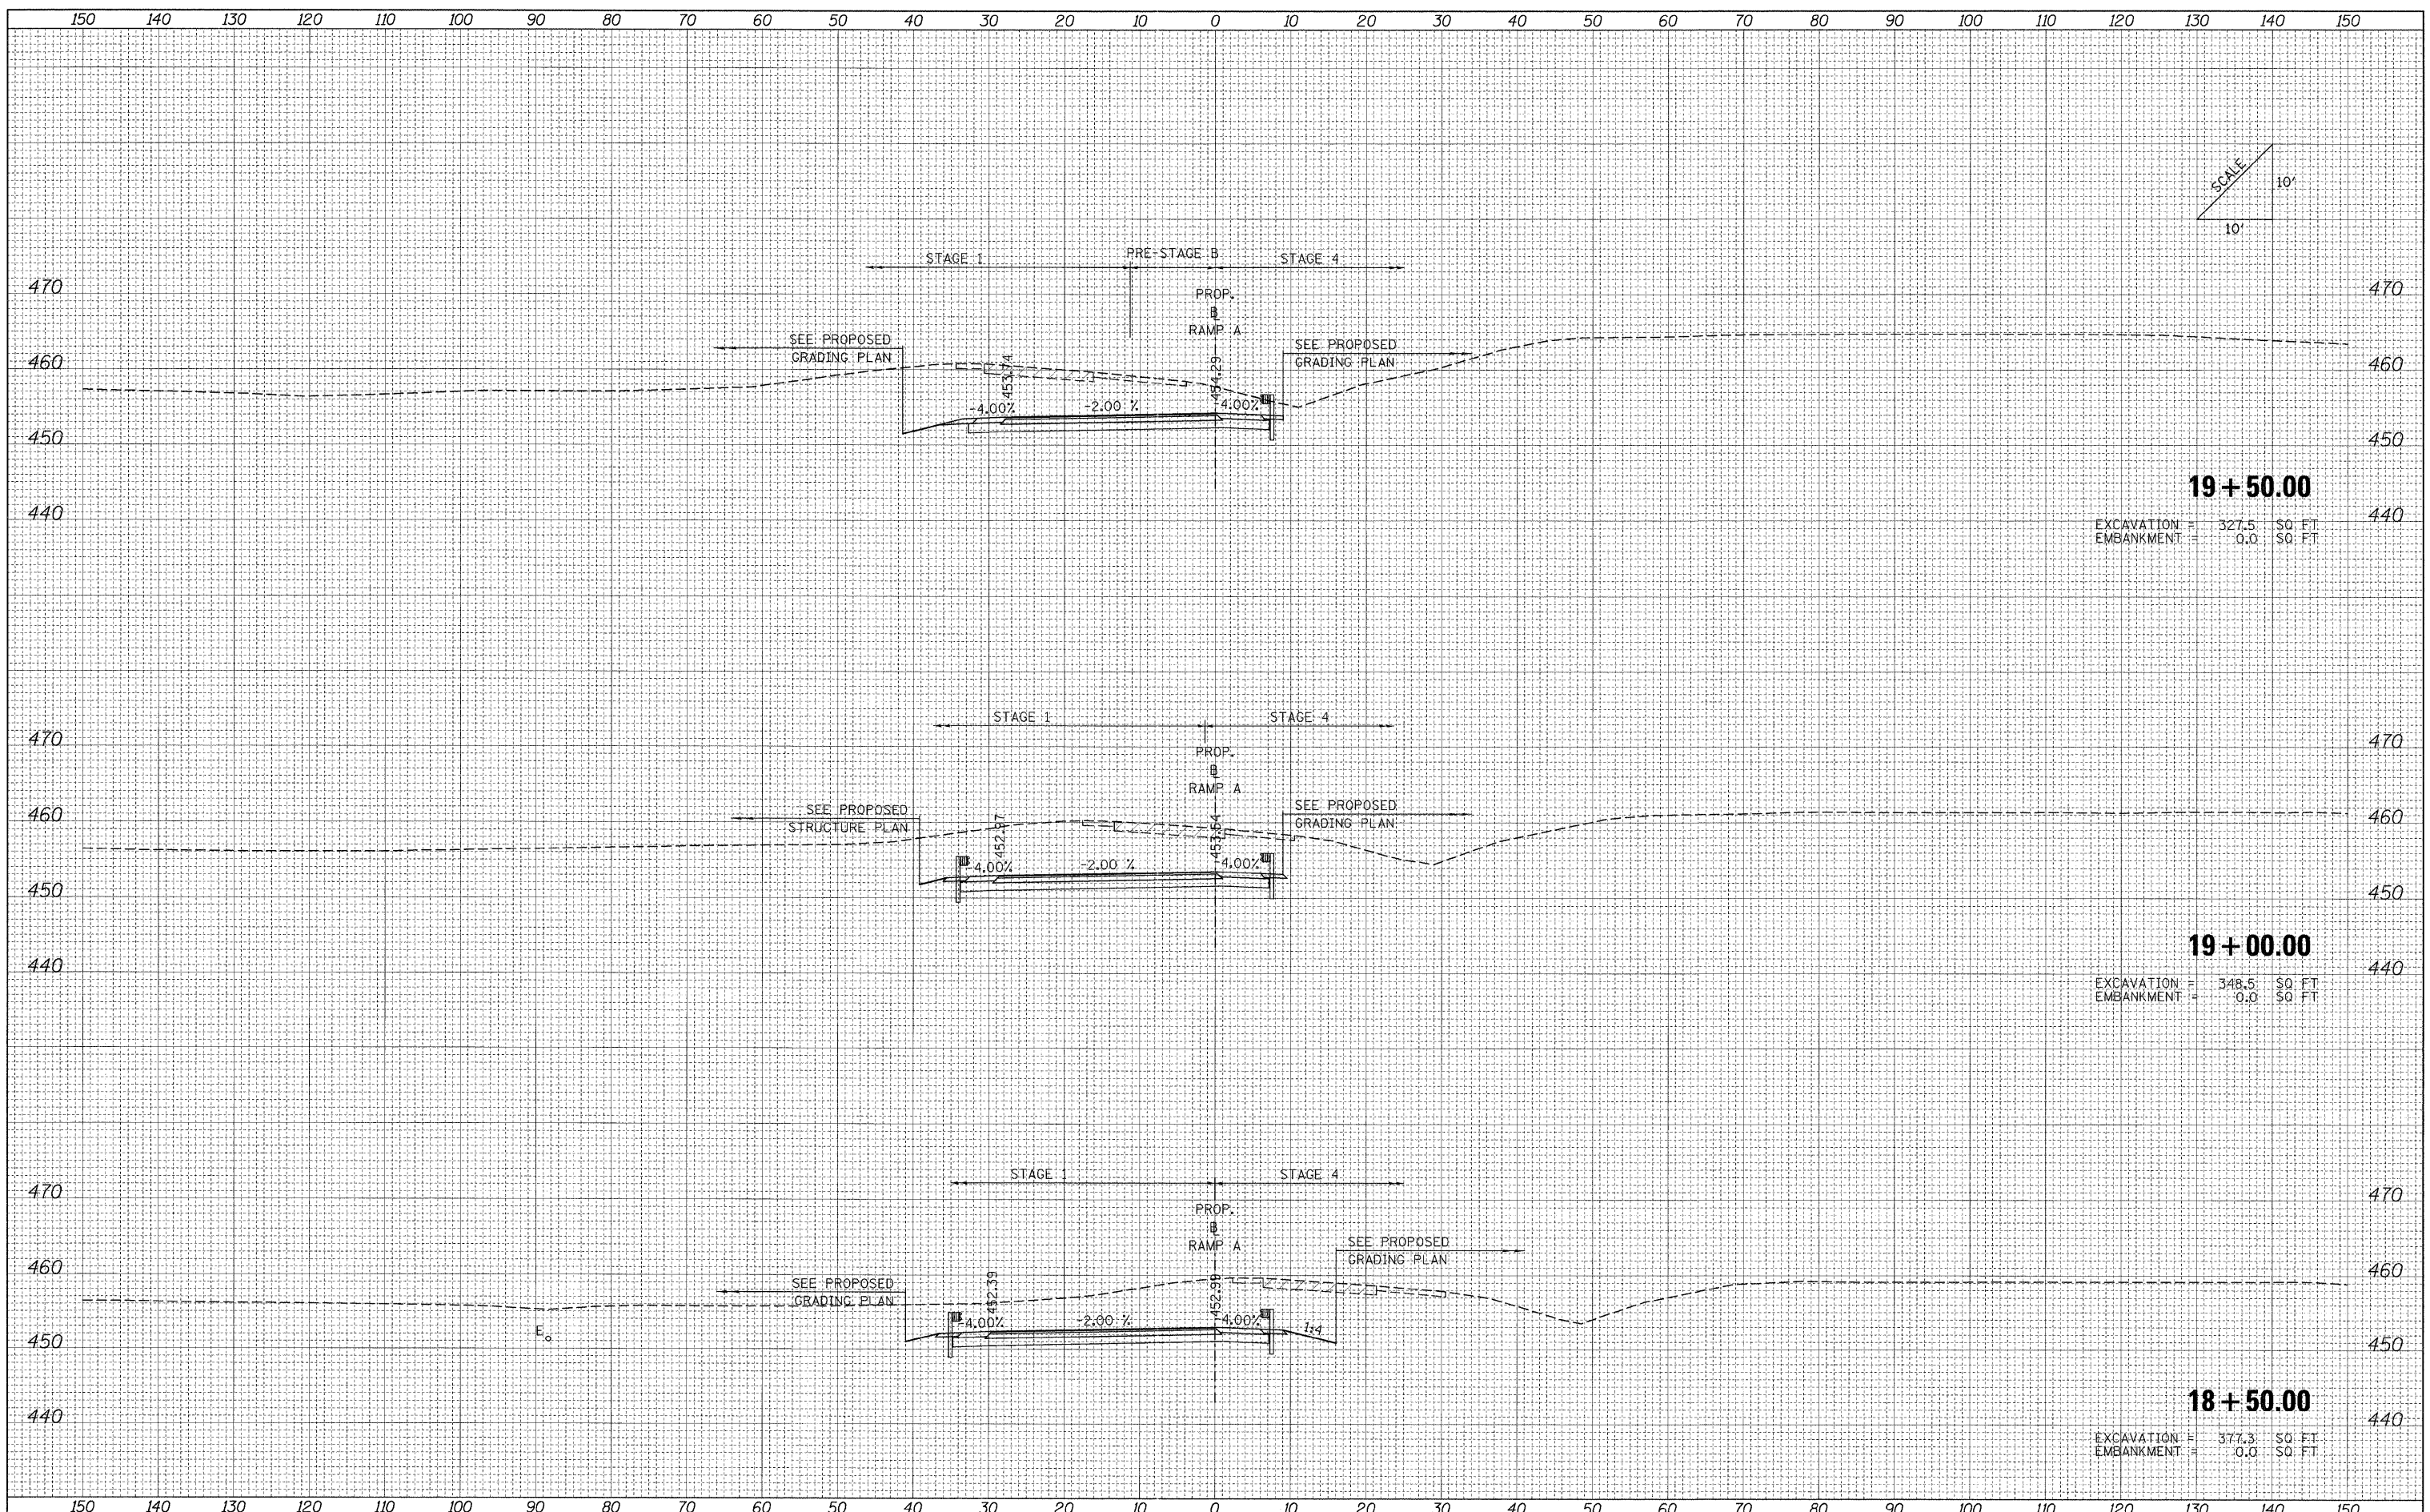 150 140 130 120 110 100 90 80 70 60 50 40 30 20 10 0 10 20 30 40 50 60 70 80 90 100 110 120 130 140 150
SCALE
10'
10'
STAGE 1 PRE-STAGE B STAGE 4
470 470
PROP.
B
RAMP A
SEE PROPOSED
GRADING PLAN
SEE PROPOSED
GRADING PLAN
460 460
453.74
454.29
-4.00% -2.00 % -4.00%
450 450
19+50.00
440 440
EXCAVATION = 327.5 SQ FT
EMBANKMENT = 0.0 SQ FT
STAGE 1 STAGE 4
470 470
PROP.
B
RAMP A
SEE PROPOSED
STRUCTURE PLAN
SEE PROPOSED
GRADING PLAN
460 460
452.97
-4.00% -2.00 % -4.00%
450 450
19+00.00
440 440
EXCAVATION = 348.5 SQ FT
EMBANKMENT = 0.0 SQ FT
STAGE 1 STAGE 4
470 470
PROP.
B
RAMP A
SEE PROPOSED
GRADING PLAN
SEE PROPOSED
GRADING PLAN
460 460
452.39
-4.00% -2.00 % -4.00% 1:4
E
450 450
18+50.00
440 440
EXCAVATION = 377.3 SQ FT
EMBANKMENT = 0.0 SQ FT
150 140 130 120 110 100 90 80 70 60 50 40 30 20 10 0 10 20 30 40 50 60 70 80 90 100 110 120 130 140 150